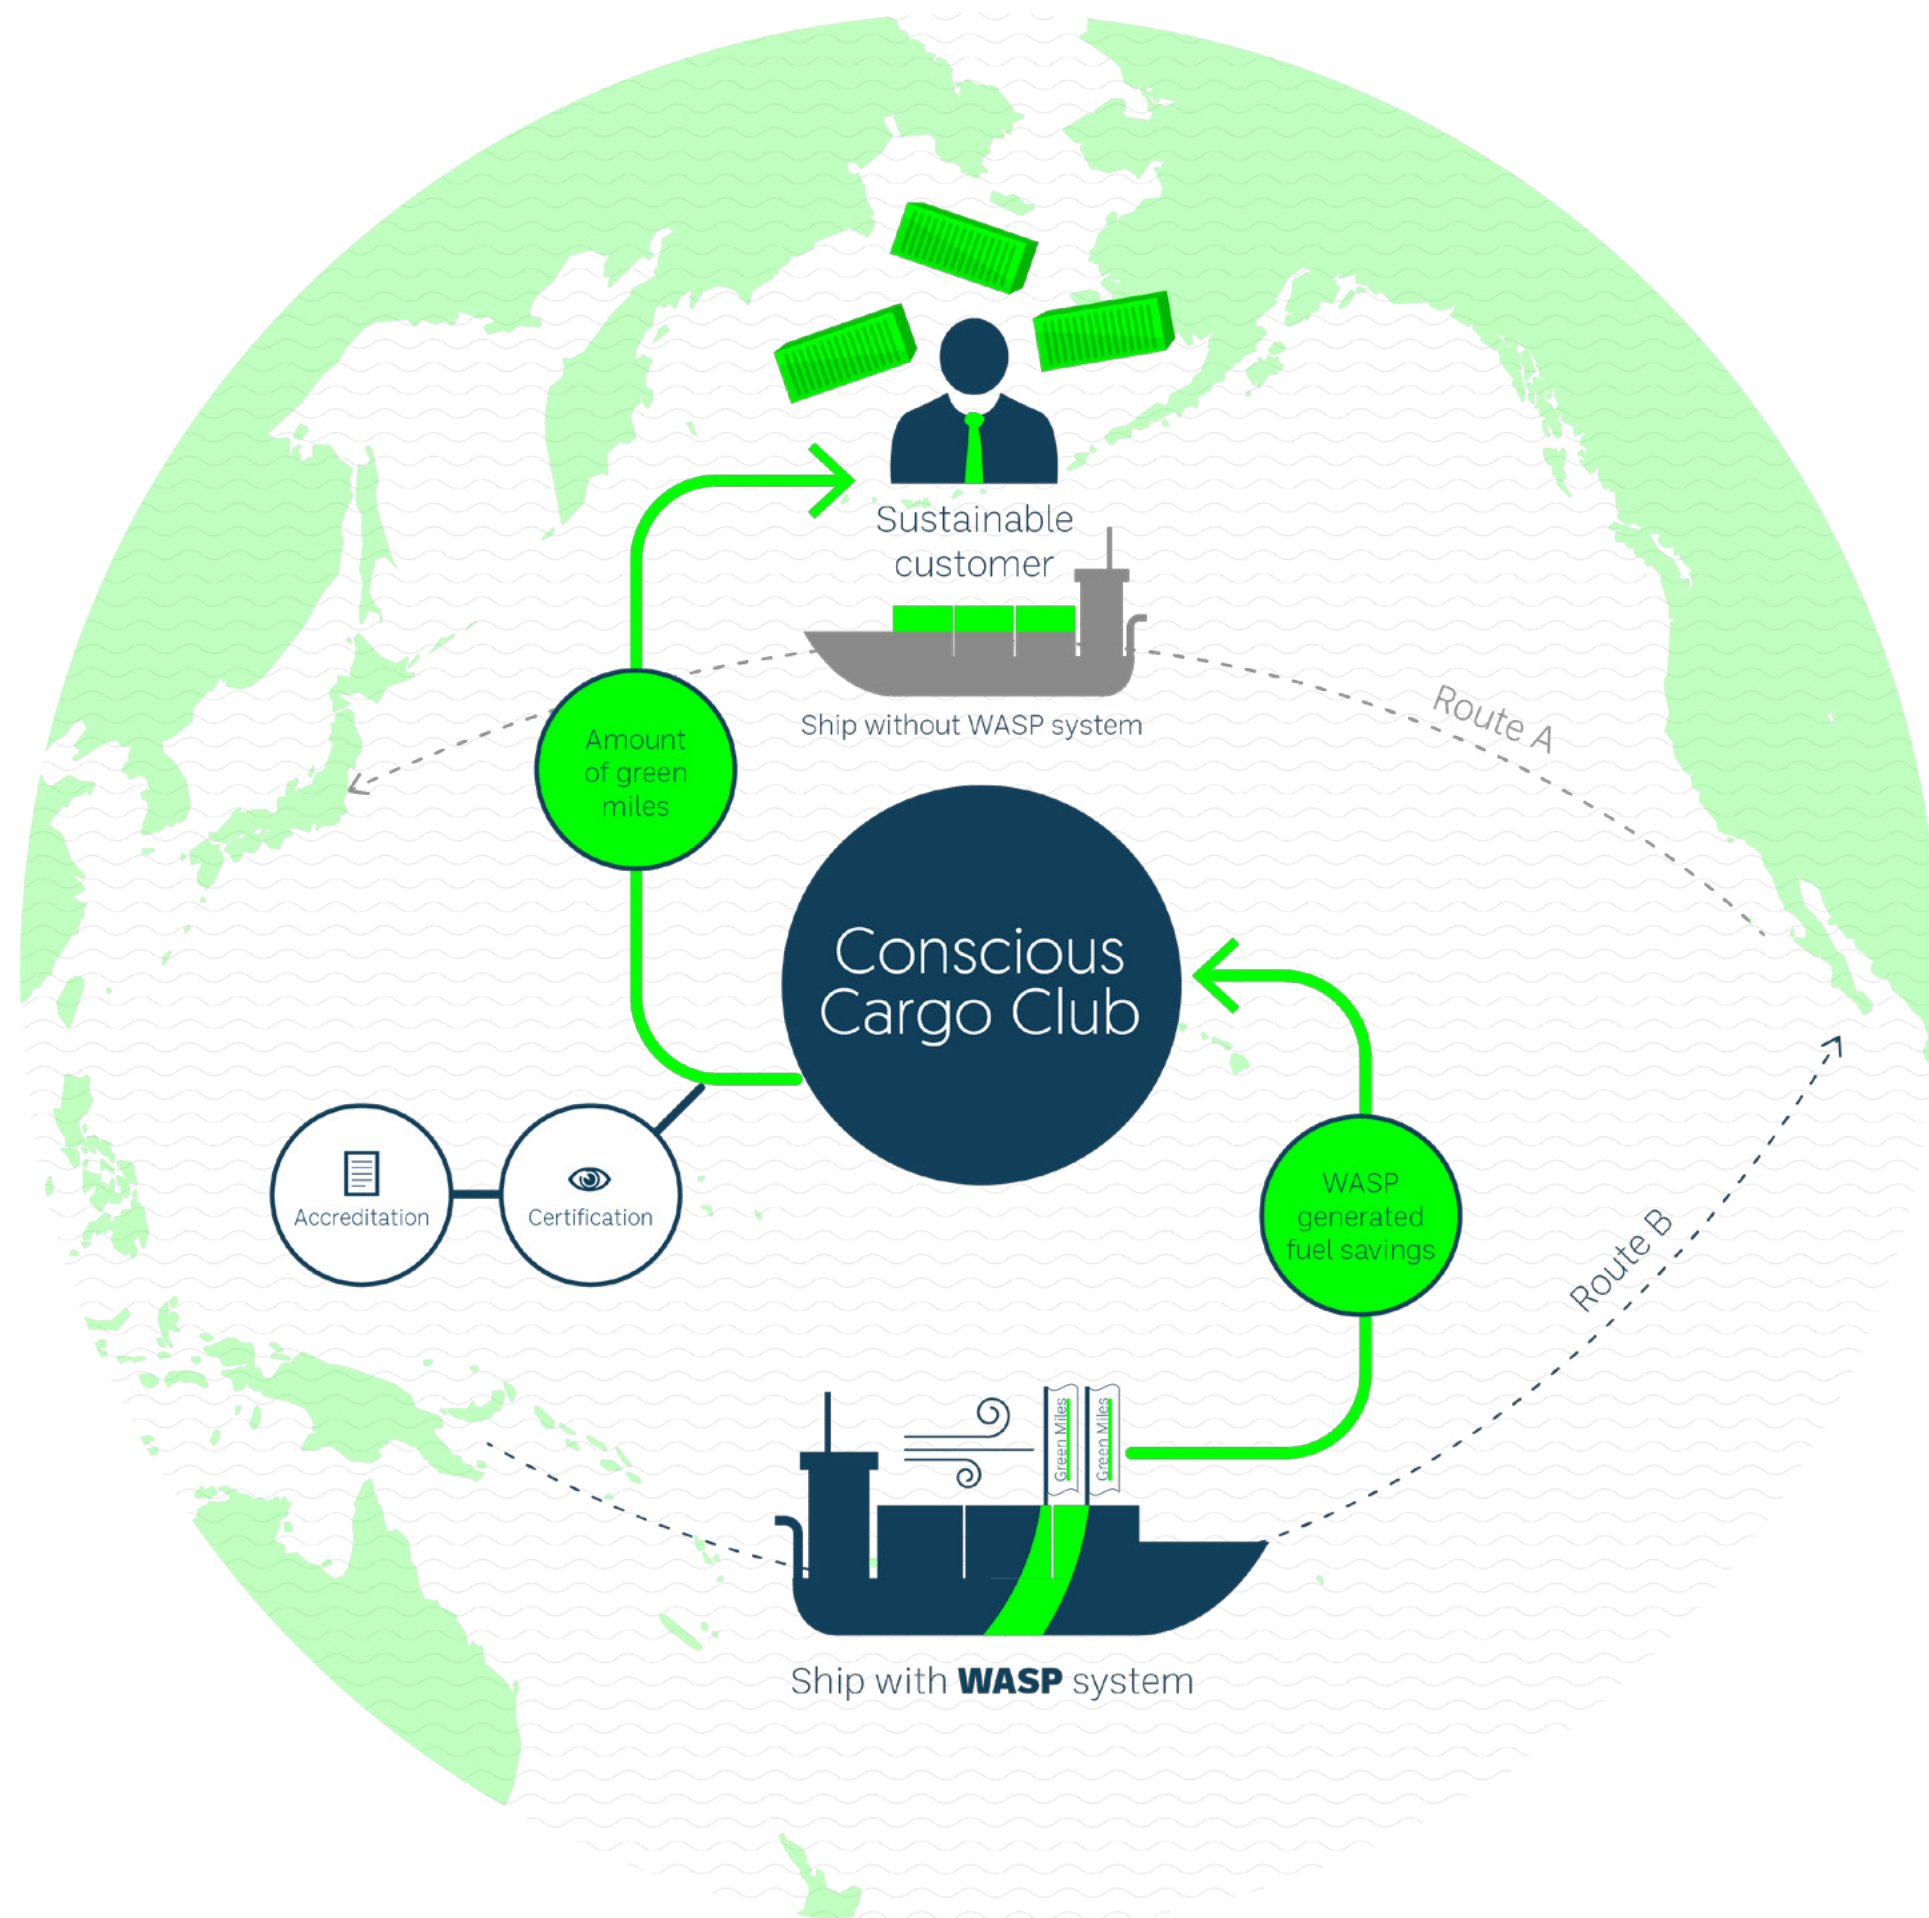 Sustainable
customer
Ship without WASP system
Route A
Amount
of green
miles
Conscious
Cargo Club
Accreditation
Certification
WASP
generated
fuel savings
Route B
Green Miles
Green Miles
Ship with WASP system